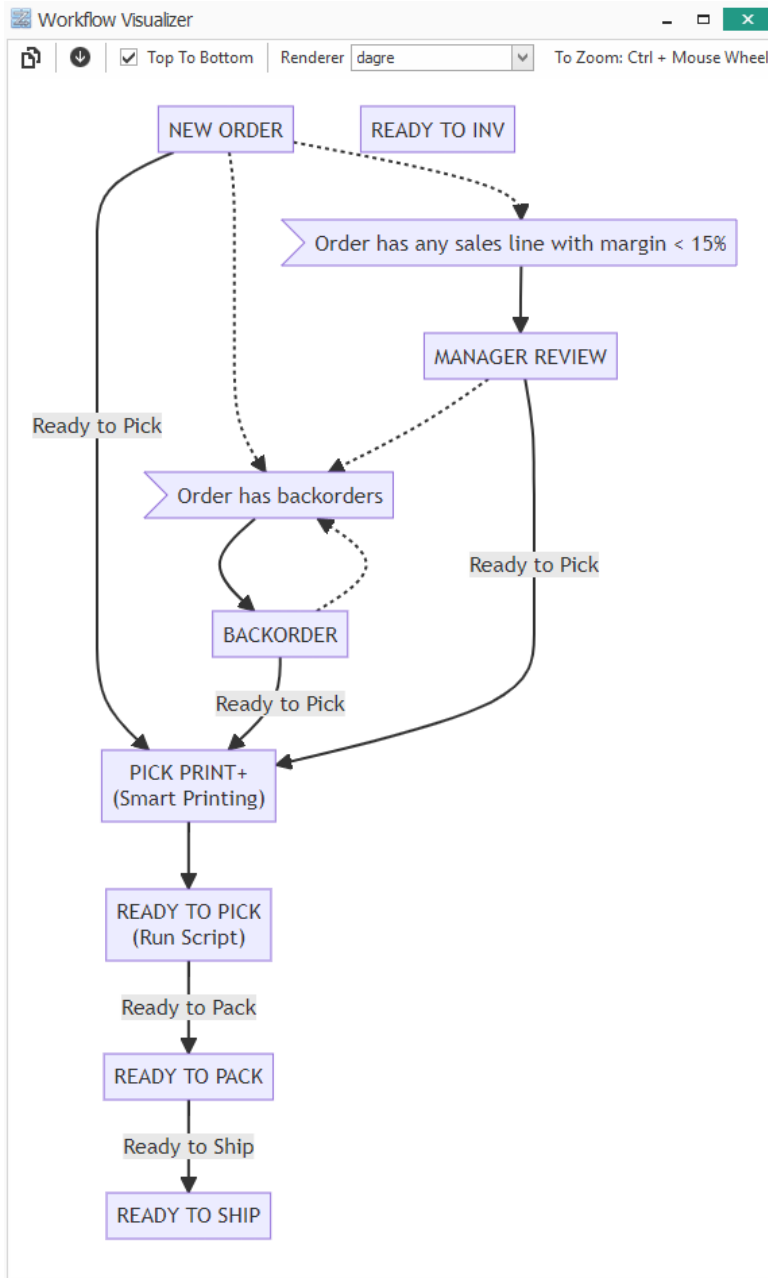 Workflow Visualizer
Top To Bottom
Renderer
dagre
To Zoom: Ctrl + Mouse Wheel
NEW ORDER
READY TO INV
Order has any sales line with margin < 15%
MANAGER REVIEW
Ready to Pick
Order has backorders
Ready to Pick
BACKORDER
Ready to Pick
PICK PRINT+
(Smart Printing)
READY TO PICK
(Run Script)
Ready to Pack
READY TO PACK
Ready to Ship
READY TO SHIP